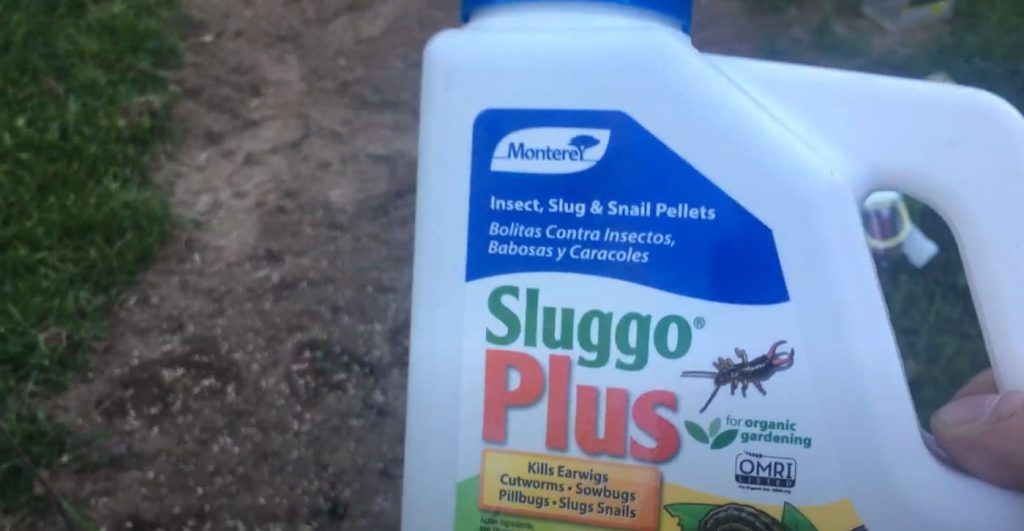 Monterey
Insect, Slug & Snail Pellets
Bolitas Contra Insectos,
Babosas y Caracoles
Sluggo®
Plus
for organic
gardening
OMRI
LISTED
Kills Earwigs
Cutworms • Sowbugs
Pillbugs • Slugs Snails